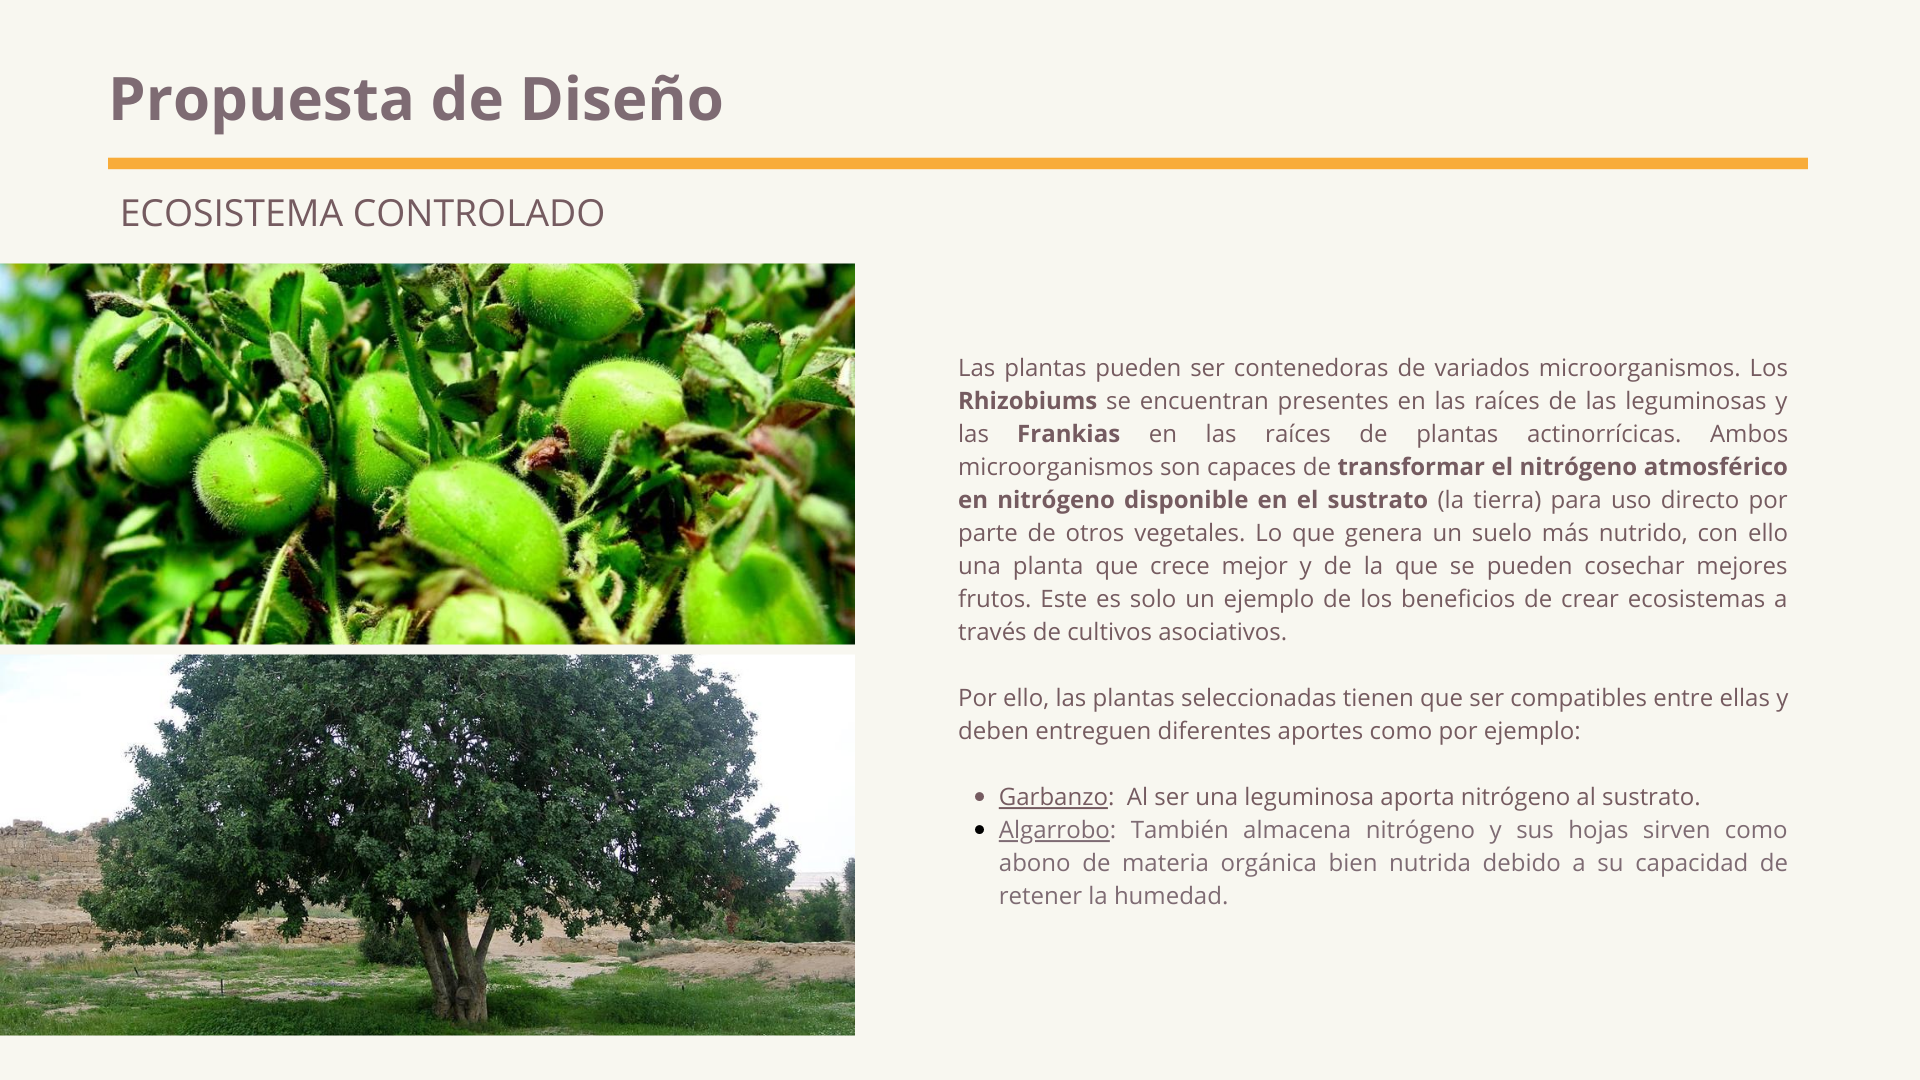 Propuesta de Diseño
ECOSISTEMA CONTROLADO
Las plantas pueden ser contenedoras de variados microorganismos. Los
Rhizobiums se encuentran presentes en las raíces de las leguminosas y
las Frankias en las raíces de plantas actinorrícicas. Ambos
microorganismos son capaces de transformar el nitrógeno atmosférico
en nitrógeno disponible en el sustrato (la tierra) para uso directo por
parte de otros vegetales. Lo que genera un suelo más nutrido, con ello
una planta que crece mejor y de la que se pueden cosechar mejores
frutos. Este es solo un ejemplo de los beneficios de crear ecosistemas a
través de cultivos asociativos.
Por ello, las plantas seleccionadas tienen que ser compatibles entre ellas y
deben entreguen diferentes aportes como por ejemplo:
• Garbanzo:  Al ser una leguminosa aporta nitrógeno al sustrato.
• Algarrobo: También almacena nitrógeno y sus hojas sirven como
abono de materia orgánica bien nutrida debido a su capacidad de
retener la humedad.